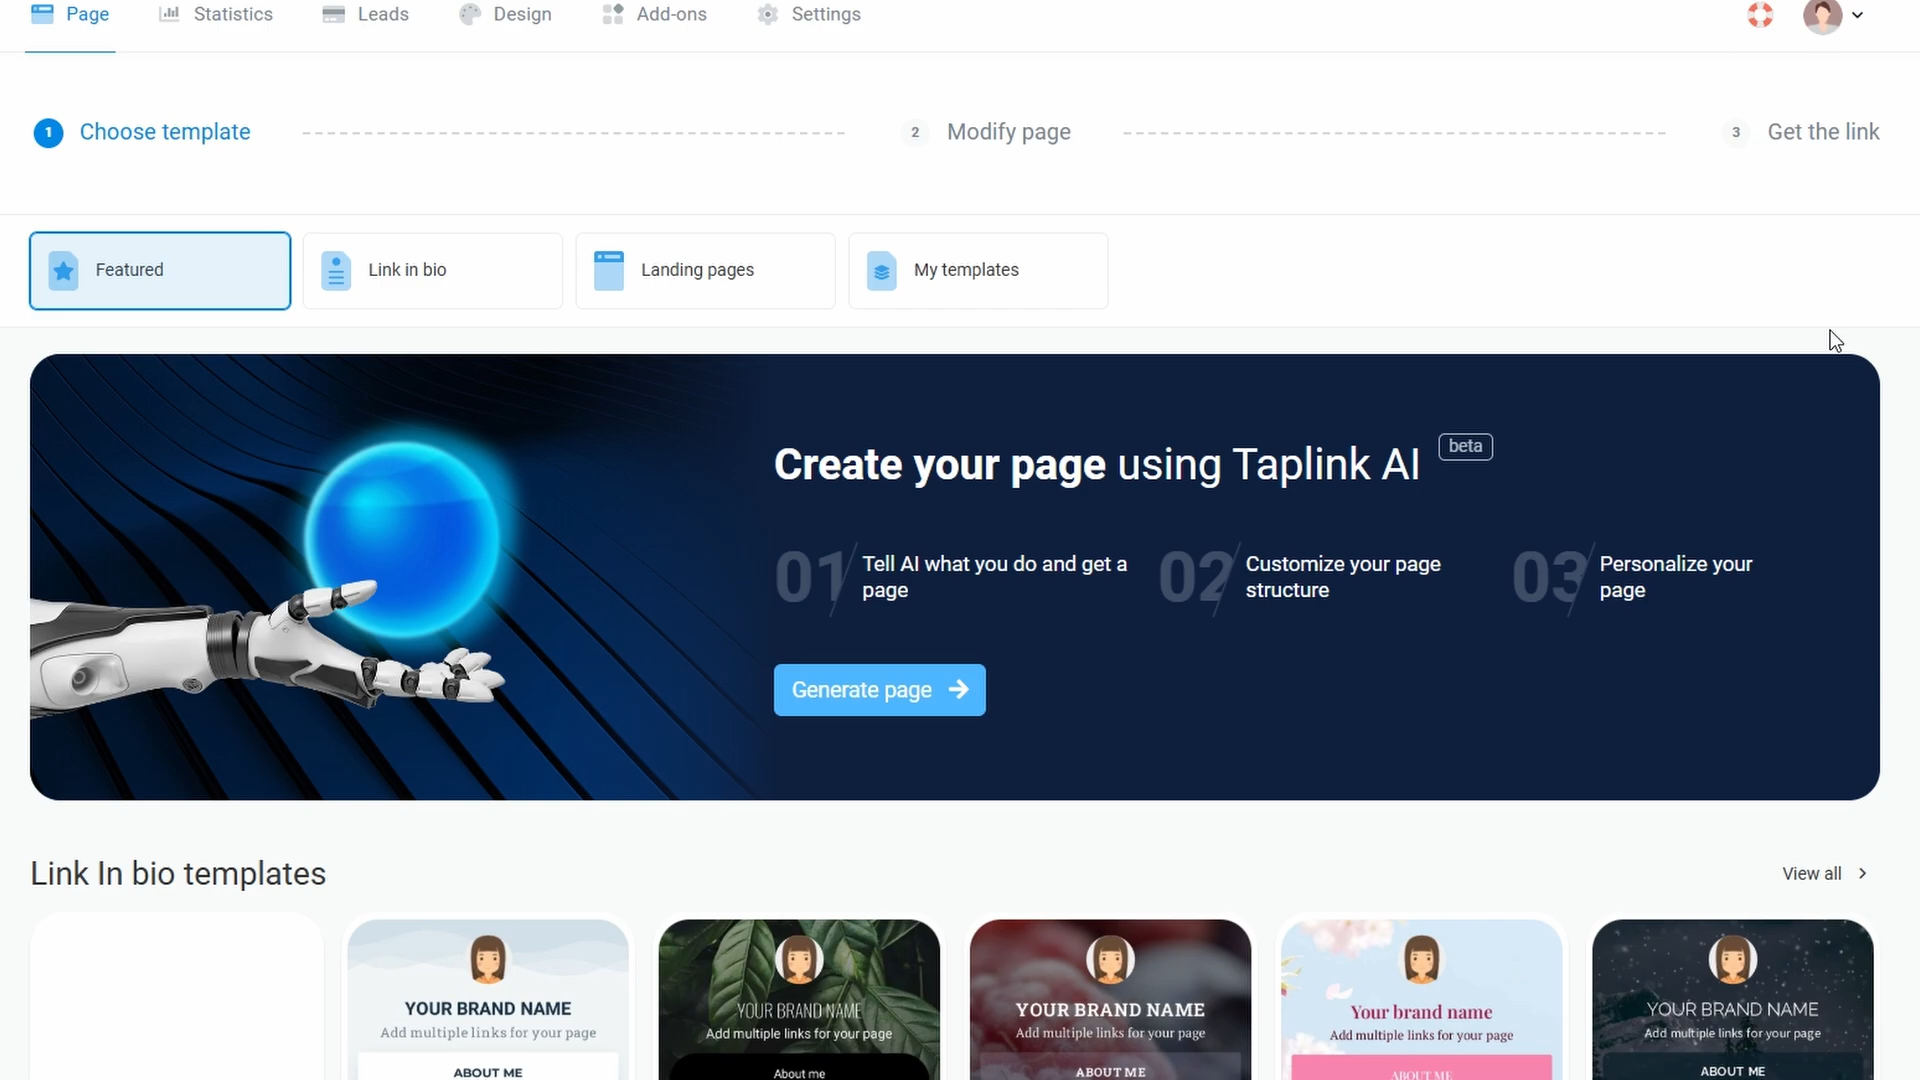 Page
Statistics
Leads
Design
Add-ons
Settings
1 Choose template
2 Modify page
3 Get the link
Featured
Link in bio
Landing pages
My templates
Create your page using Taplink AI beta
01 Tell AI what you do and get a
page
02 Customize your page
structure
03 Personalize your
page
Generate page
Link In bio templates
View all
YOUR BRAND NAME
Add multiple links for your page
ABOUT ME
YOUR BRAND NAME
Add multiple links for your page
About me
YOUR BRAND NAME
Add multiple links for your page
ABOUT ME
Your brand name
Add multiple links for your page
ABOUT ME
YOUR BRAND NAME
Add multiple links for your page
ABOUT ME